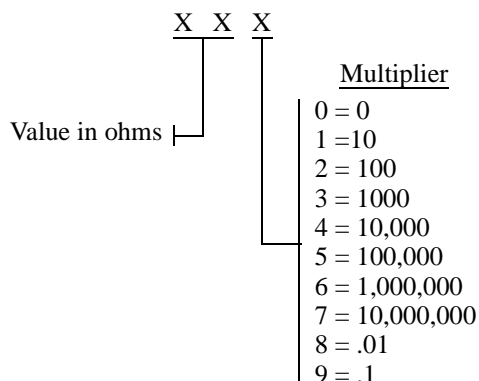 X X X
Multiplier
Value in ohms
0 = 0
1 =10
2 = 100
3 = 1000
4 = 10,000
5 = 100,000
6 = 1,000,000
7 = 10,000,000
8 = .01
9 = .1